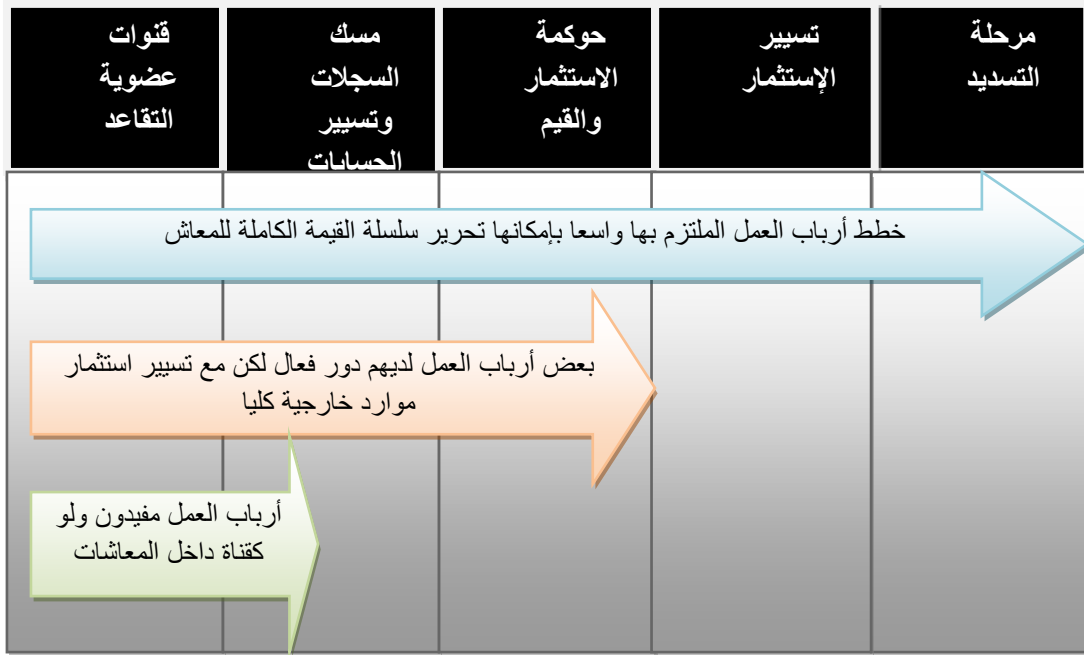 قنوات
عضوية
التقاعد
مسك
السجلات
وتسيير
الحسابات
حوكمة
الاستثمار
والقيم
تسيير
الإستثمار
مرحلة
التسديد
خطط أرباب العمل الملتزم بها واسعا بإمكانها تحرير سلسلة القيمة الكاملة للمعاش
بعض أرباب العمل لديهم دور فعال لكن مع تسيير استثمار
موارد خارجية كليا
أرباب العمل مفيدون ولو
كقناة داخل المعاشات